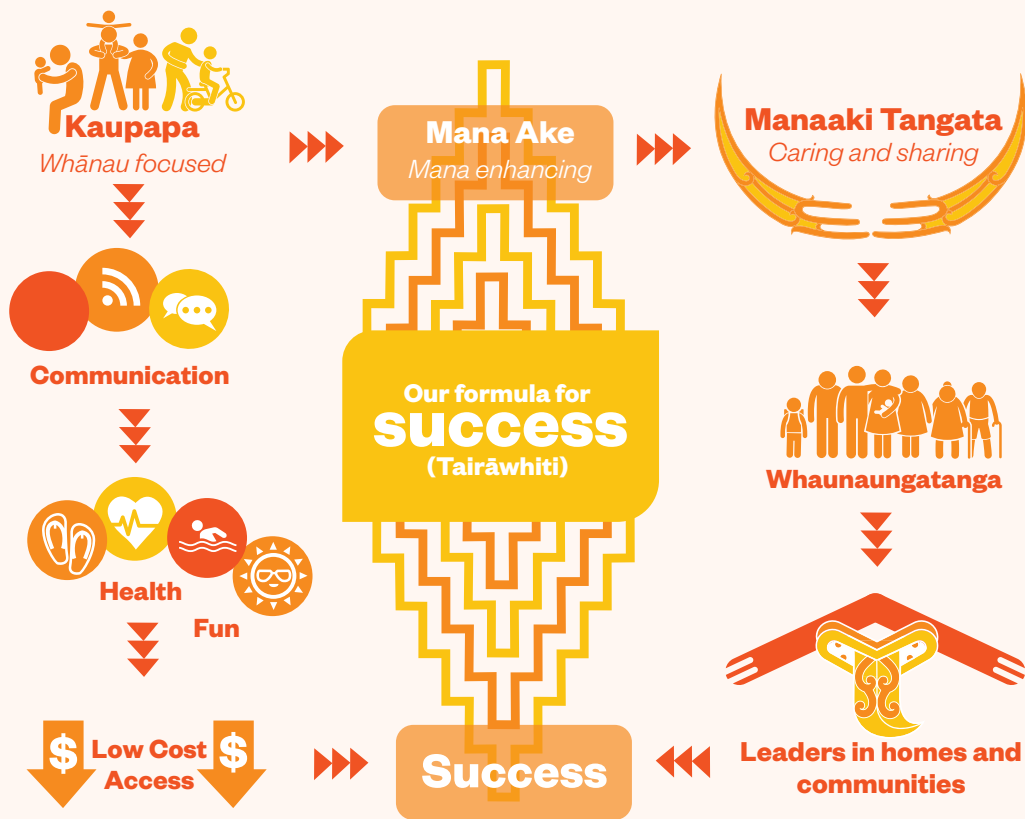 Kaupapa
Whānau focused
Mana Ake
Mana enhancing
Manaaki Tangata
Caring and sharing
Communication
Our formula for
success
(Tairāwhiti)
Whaunaungatanga
Health
Fun
$
Low Cost
Access
$
Success
Leaders in homes and
communities